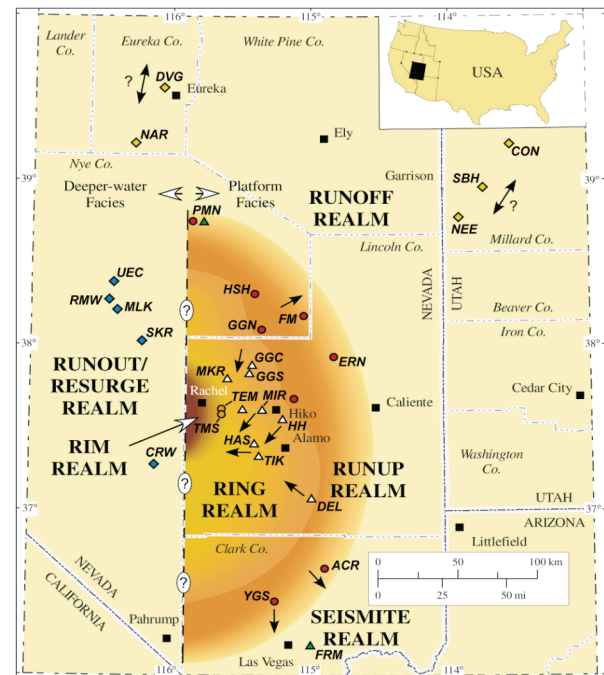 116°
115°
114°
Lander
Co.
Eureka Co.
White Pine Co.
USA
DVG
?
Eureka
NAR
Ely
CON
Nye Co.
Garrison
SBH
39°
39°
?
Deeper-water
Facies
Platform
Facies
RUNOFF
REALM
NEE
PMN
Millard Co.
Lincoln Co.
NEVADA
UTAH
UEC
HSH
RMW
MLK
?
FM
Beaver Co.
GGN
Iron Co.
SKR
38°
38°
ERN
GGC
MKR
GGS
RUNOUT/
RESURGE
REALM
Rachel
TEM
MIR
Cedar City
Caliente
Hiko
TMS
HH
RIM
REALM
HAS
Alamo
CRW
TIK
RUNUP
REALM
Washington
Co.
?
RING
REALM
DEL
UTAH
37°
37°
ARIZONA
Clark Co.
Littlefield
NEVADA
CALIFORNIA
ACR
0
50
100 km
?
YGS
0
25
50 mi
Pahrump
SEISMITE
REALM
Las Vegas
FRM
116°
115°
114°